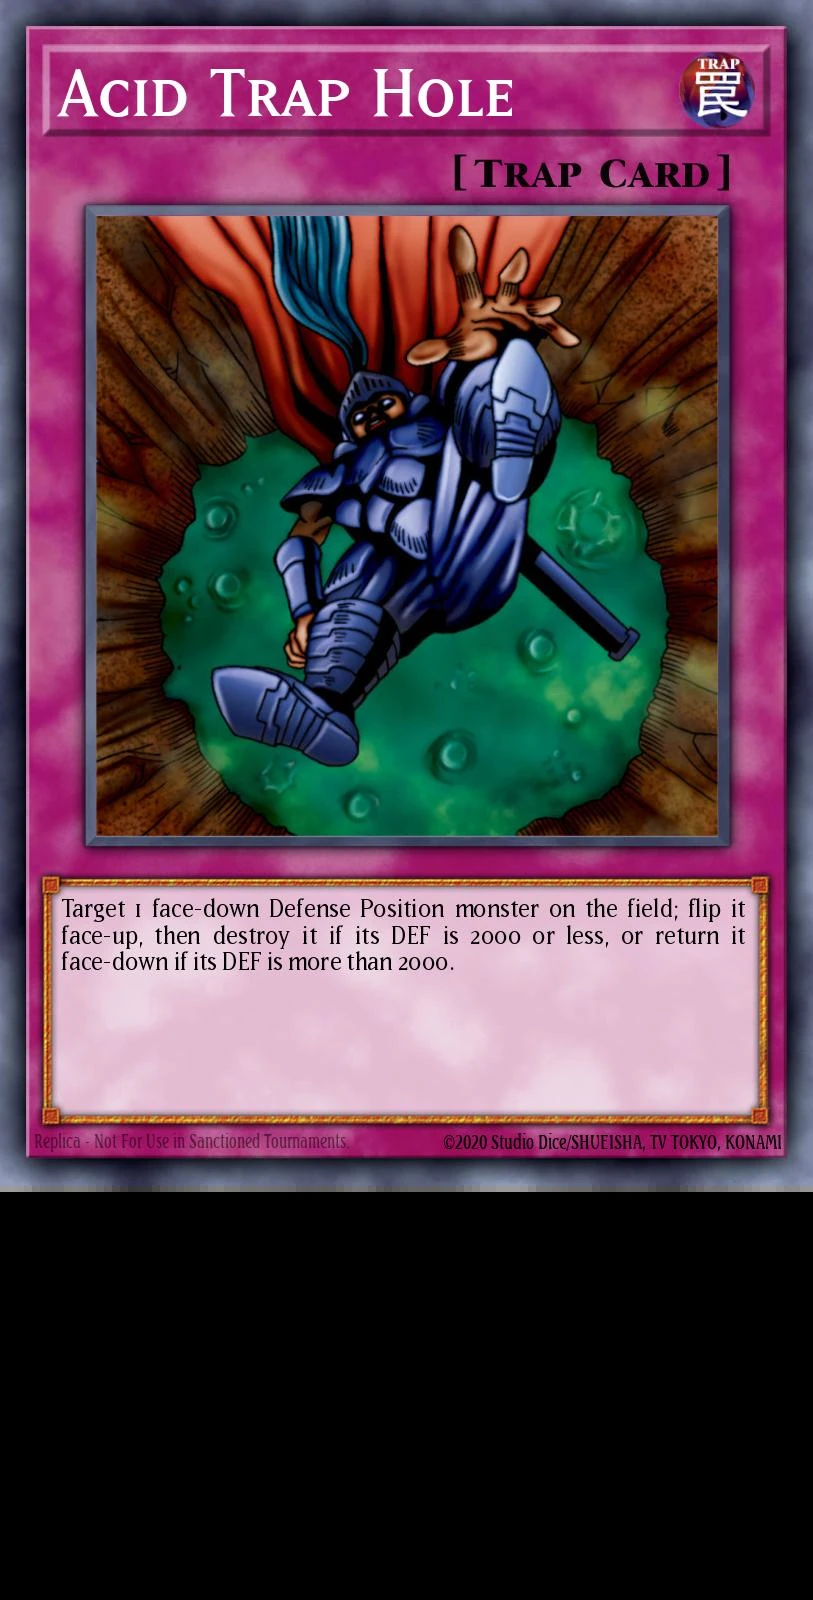 Acid Trap Hole
TRAP
罠
[Trap Card]
Target 1 face-down Defense Position monster on the field; flip it
face-up, then destroy it if its DEF is 2000 or less, or return it
face-down if its DEF is more than 2000.
Replica - Not For Use in Sanctioned Tournaments.
©2020 Studio Dice/SHUEISHA, TV TOKYO, KONAMI